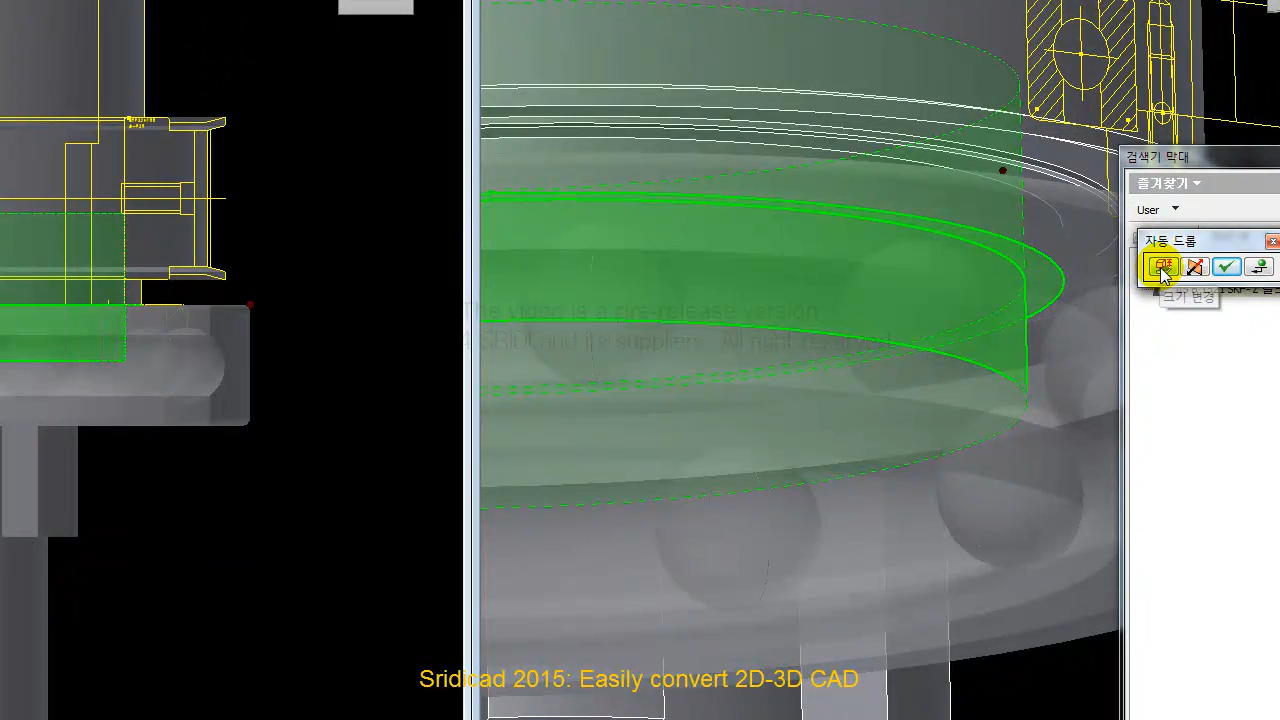 검색기 막대
즐겨찾기
User
자동 드롭
크기 변경
The video is a pre-release version
SRIDI and its suppliers. All right reserved
Sridicad 2015: Easily convert 2D-3D CAD